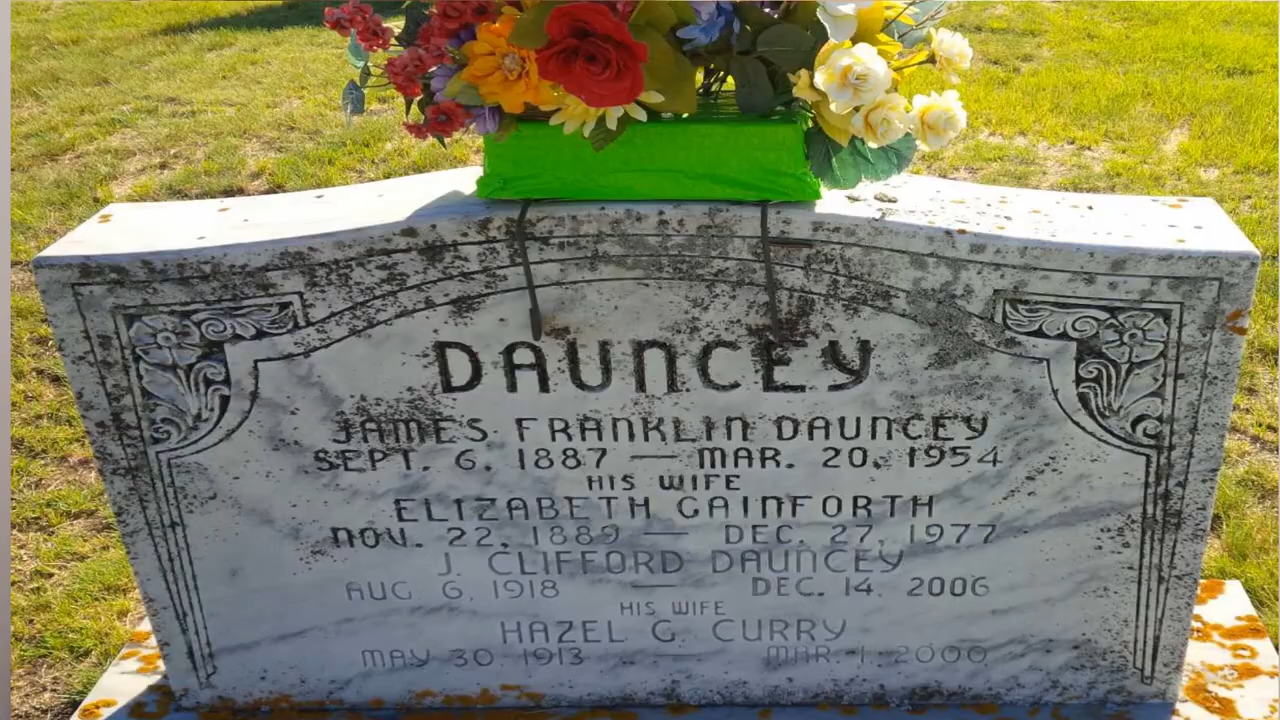 DAUNCEY
JAMES FRANKLIN DAUNCEY
SEPT. 6. 1887 — MAR. 20. 1954
HIS WIFE
ELIZABETH GAINFORTH
NOV. 22. 1889 — DEC. 27. 1977
J. CLIFFORD DAUNCEY
AUG 6. 1918 — DEC. 14. 2006
HIS WIFE
HAZEL G. CURRY
MAY 30. 1913 — MAR. 1. 2000